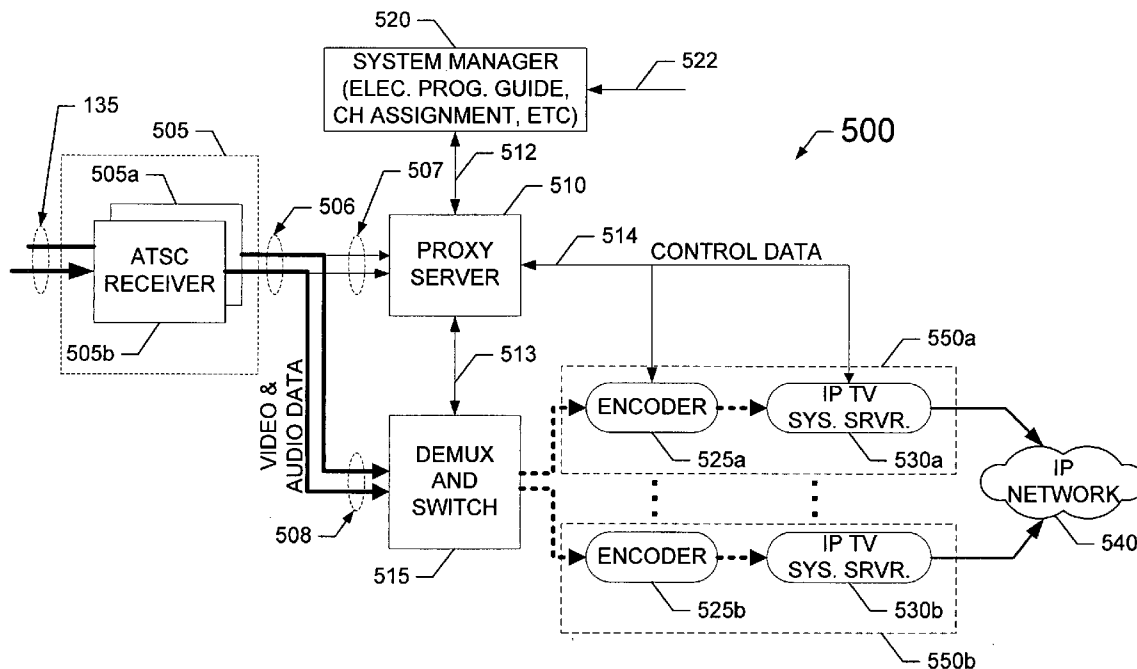 520
SYSTEM MANAGER
(ELEC. PROG. GUIDE,
CH ASSIGNMENT, ETC)
522
500
135
505
505a
506
507
512
510
ATSC
RECEIVER
505b
PROXY
SERVER
514
CONTROL DATA
VIDEO &
AUDIO DATA
513
550a
508
DEMUX
AND
SWITCH
515
ENCODER
525a
IP TV
SYS. SRVR.
530a
IP
NETWORK
540
ENCODER
525b
IP TV
SYS. SRVR.
530b
550b